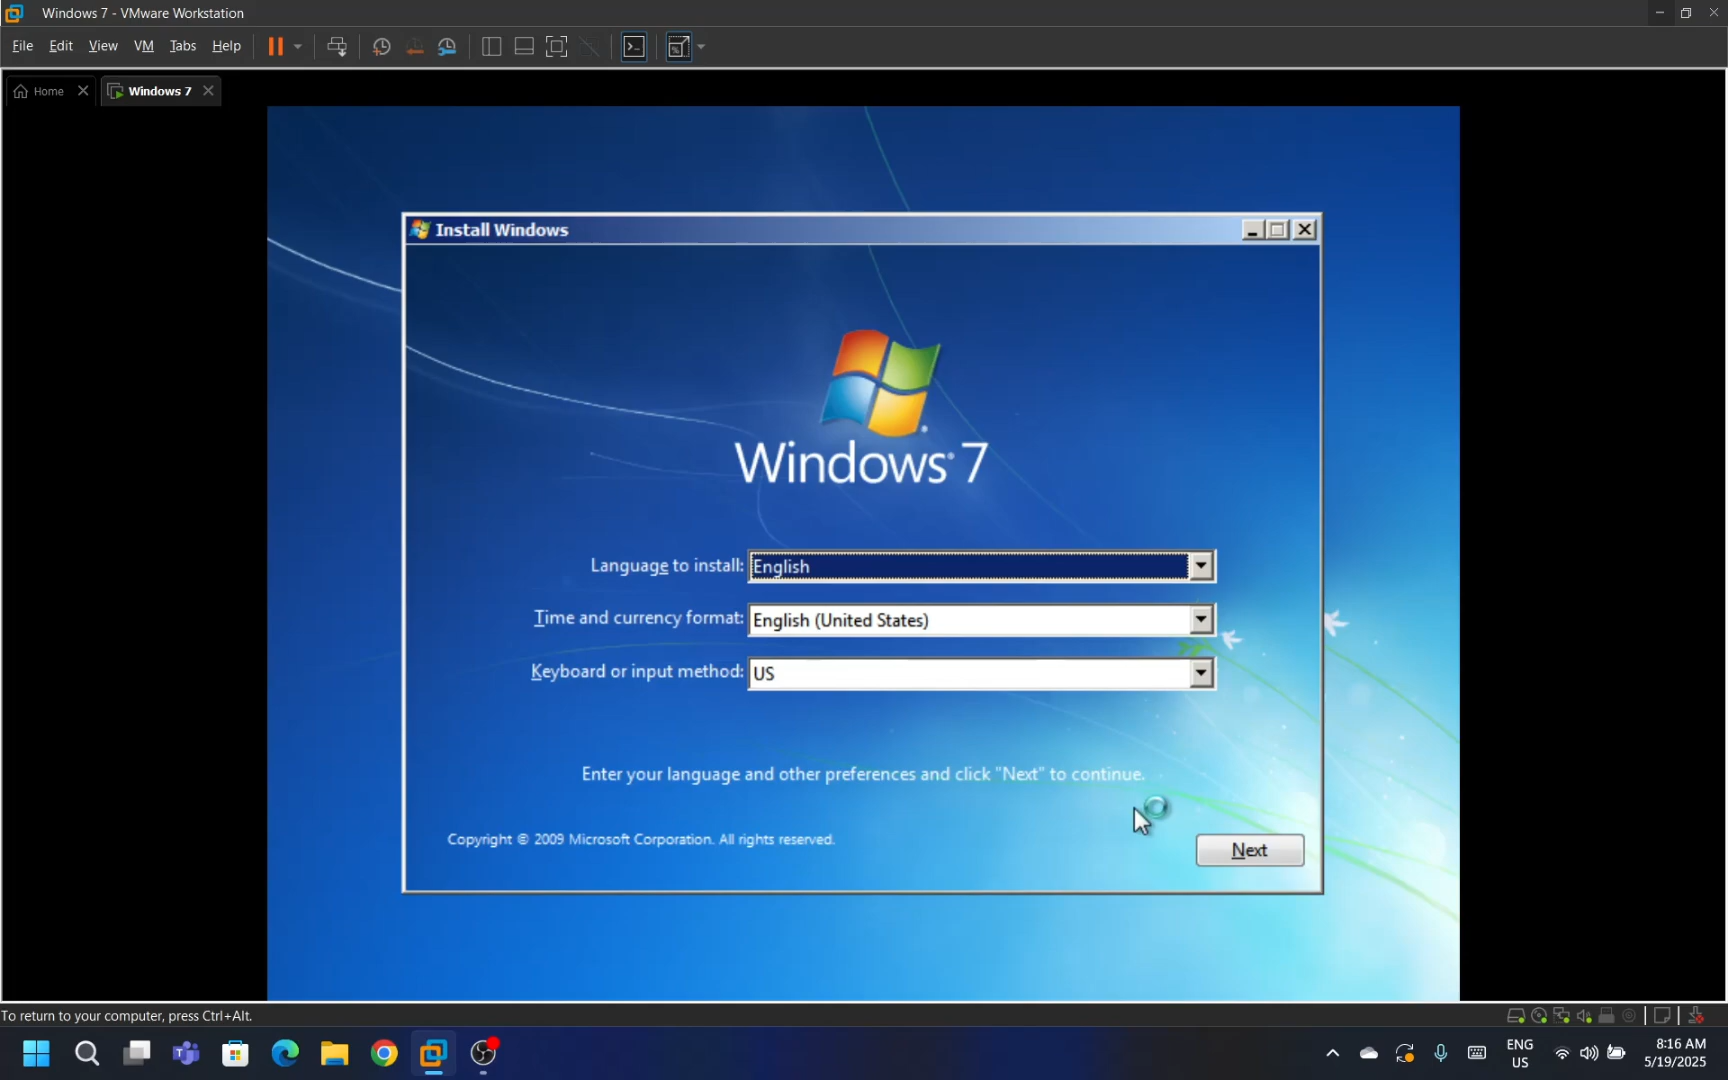 Windows 7 - VMware Workstation
File Edit View VM Tabs Help
Home Windows 7
Install Windows
Windows® 7
Language to install: English
Time and currency format: English (United States)
Keyboard or input method: US
Enter your language and other preferences and click "Next" to continue.
Copyright © 2009 Microsoft Corporation. All rights reserved.
Next
To return to your computer, press Ctrl+Alt.
ENG
US
8:16 AM
5/19/2025